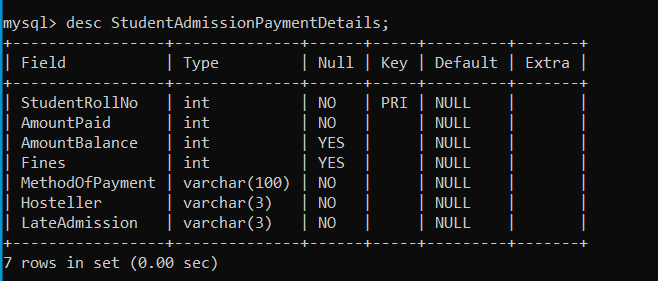 mysql> desc StudentAdmissionPaymentDetails;
+-----------------+--------------+------+-----+---------+-------+
| Field           | Type         | Null | Key | Default | Extra |
+-----------------+--------------+------+-----+---------+-------+
| StudentRollNo   | int          | NO   | PRI | NULL    |       |
| AmountPaid      | int          | NO   |     | NULL    |       |
| AmountBalance   | int          | YES  |     | NULL    |       |
| Fines           | int          | YES  |     | NULL    |       |
| MethodOfPayment | varchar(100) | NO   |     | NULL    |       |
| Hosteller       | varchar(3)   | NO   |     | NULL    |       |
| LateAdmission   | varchar(3)   | NO   |     | NULL    |       |
+-----------------+--------------+------+-----+---------+-------+
7 rows in set (0.00 sec)